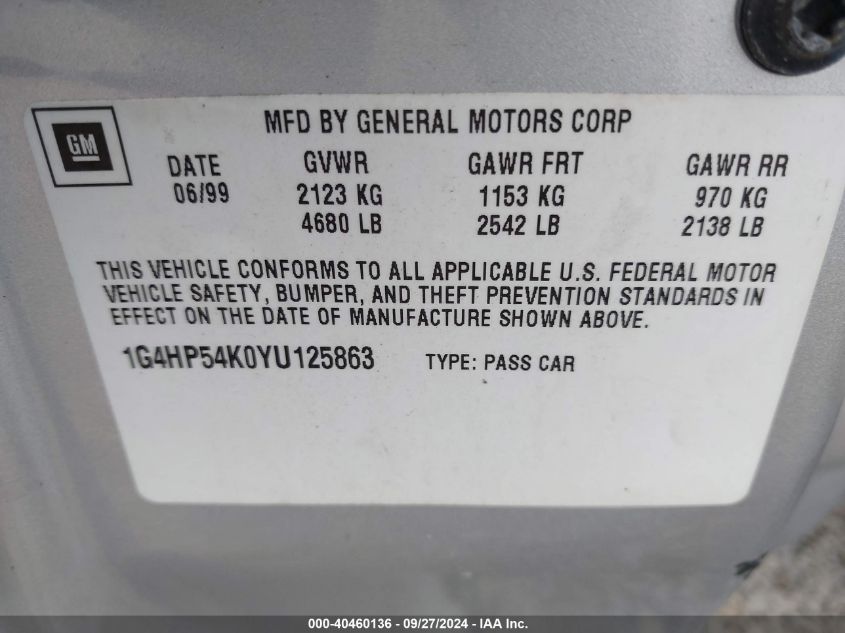 MFD BY GENERAL MOTORS CORP
GM
DATE GVWR GAWR FRT GAWR RR
06/99 2123 KG 1153 KG 970 KG
4680 LB 2542 LB 2138 LB
THIS VEHICLE CONFORMS TO ALL APPLICABLE U.S. FEDERAL MOTOR
VEHICLE SAFETY, BUMPER, AND THEFT PREVENTION STANDARDS IN
EFFECT ON THE DATE OF MANUFACTURE SHOWN ABOVE.
1G4HP54K0YU125863 TYPE: PASS CAR
000-40460136 - 09/27/2024 - IAA Inc.